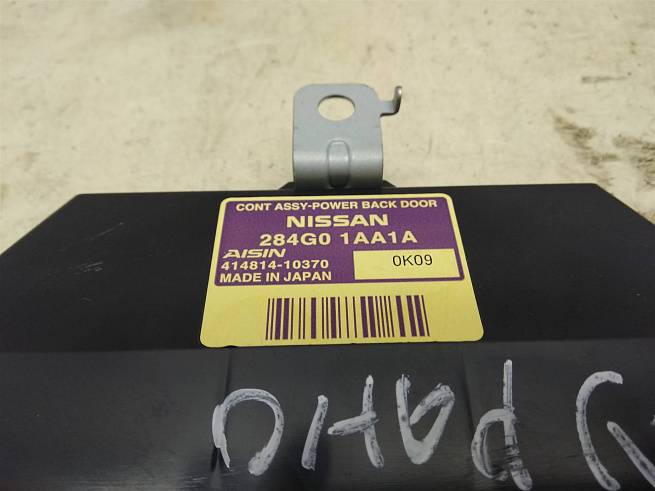 CONT ASSY-POWER BACK DOOR
NISSAN
284G0 1AA1A
AISIN
414814-10370
0K09
MADE IN JAPAN